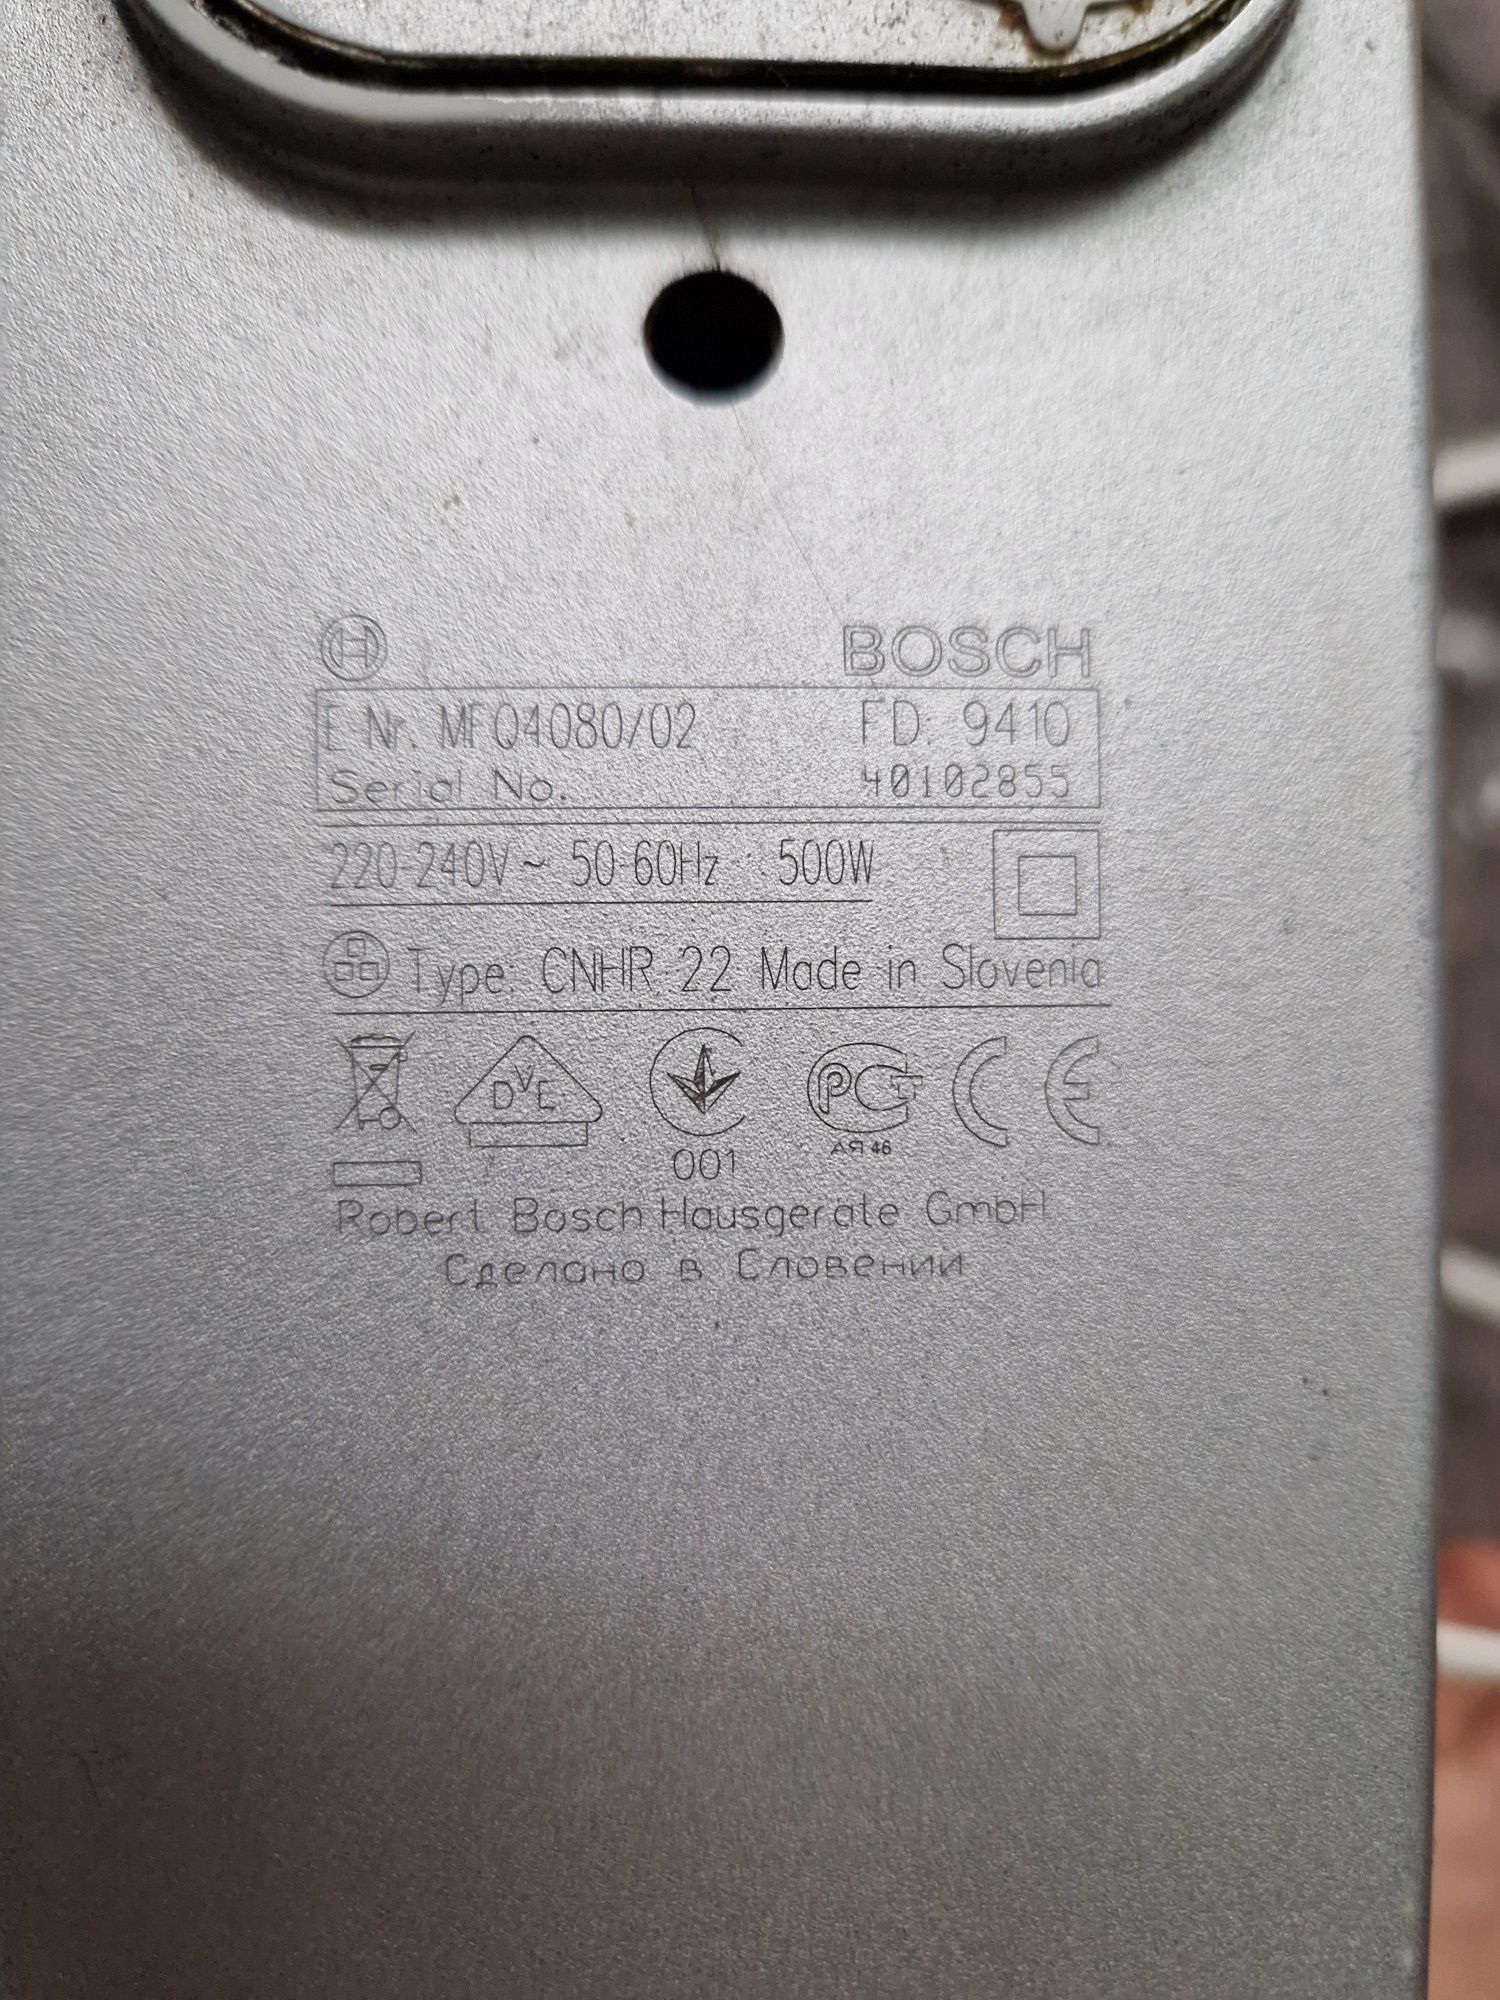 BOSCH
E Nr. MFQ4080/02 FD: 9410
Serial No. 40102855
220-240V~ 50-60Hz 500W
Type: CNHR 22 Made in Slovenia
DVE PCT CE
001 АЯ46
Robert Bosch Hausgeräte GmbH
Сделано в Словении